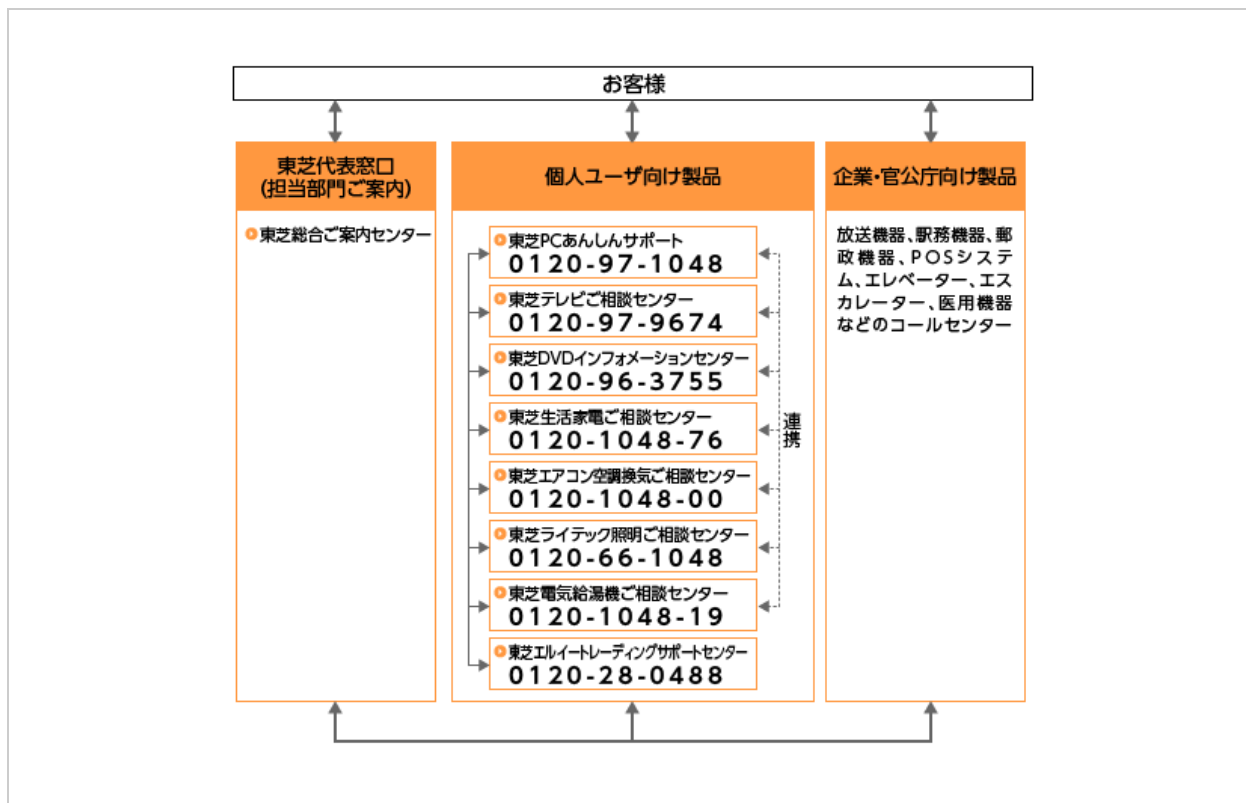 お客様
東芝代表窓口
(担当部門ご案内)
東芝総合ご案内センター
個人ユーザ向け製品
東芝PCあんしんサポート
0120-97-1048
東芝テレビご相談センター
0120-97-9674
東芝DVDインフォメーションセンター
0120-96-3755
東芝生活家電ご相談センター
0120-1048-76
東芝エアコン空調換気ご相談センター
0120-1048-00
東芝ライテック照明ご相談センター
0120-66-1048
東芝電気給湯機ご相談センター
0120-1048-19
東芝エルイートレーディングサポートセンター
0120-28-0488
連携
企業・官公庁向け製品
放送機器、駅務機器、郵
政機器、POSシステ
ム、エレベーター、エス
カレーター、医用機器
などのコールセンター